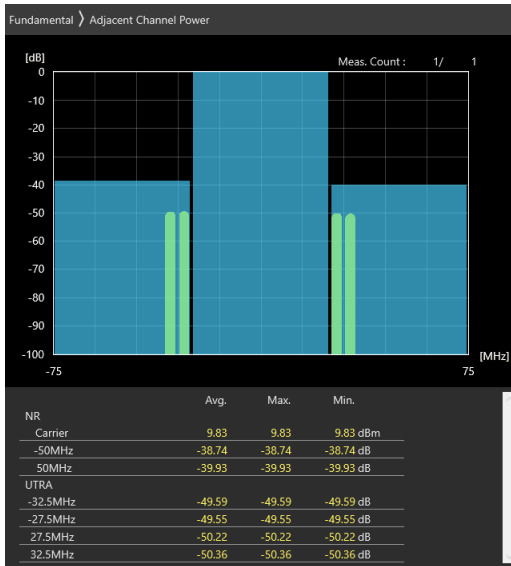 Fundamental 〉 Adjacent Channel Power
[dB] Meas. Count : 1/ 1
0
-10
-20
-30
-40
-50
-60
-70
-80
-90
-100
[MHz]
-75 75
Avg. Max. Min.
NR
Carrier 9.83 9.83 9.83 dBm
-50MHz -38.74 -38.74 -38.74 dB
50MHz -39.93 -39.93 -39.93 dB
UTRA
-32.5MHz -49.59 -49.59 -49.59 dB
-27.5MHz -49.55 -49.55 -49.55 dB
27.5MHz -50.22 -50.22 -50.22 dB
32.5MHz -50.36 -50.36 -50.36 dB